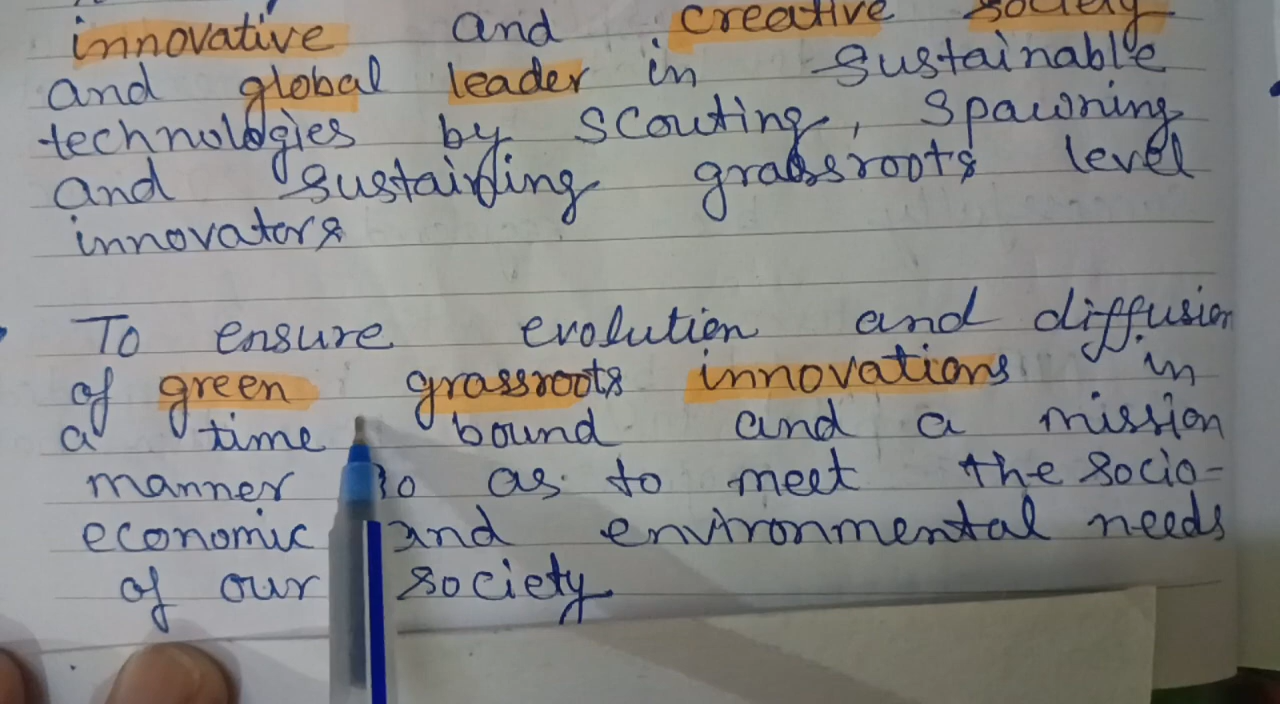 innovative and creative society
and global leader in sustainable
technologies by scouting, spawning
and sustaining grassroots level
innovators
To ensure evolution and diffusion
of green grassroots innovations in
a time bound and a mission
manner so as to meet the socio-
economic and environmental needs
of our society